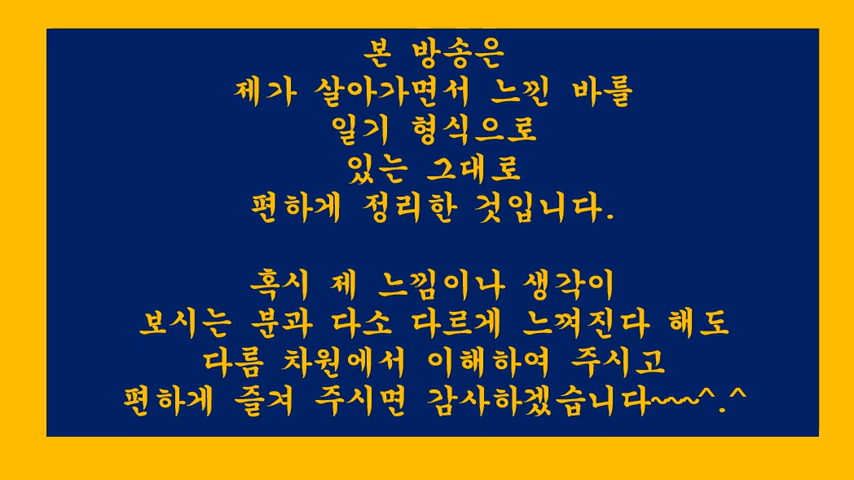 본 방송은
제가 살아가면서 느낀 바를
일기 형식으로
있는 그대로
편하게 정리한 것입니다.
혹시 제 느낌이나 생각이
보시는 분과 다소 다르게 느껴진다 해도
다름 차원에서 이해하여 주시고
편하게 즐겨 주시면 감사하겠습니다~~~^.^